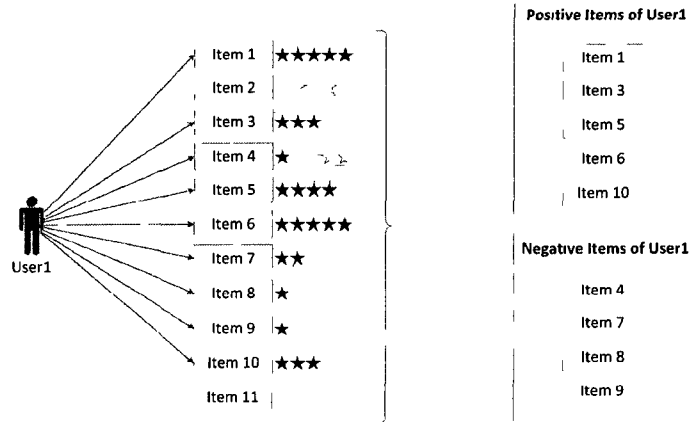 Item 1 ★★★★★
Item 2
Item 3 ★★★
Item 4 ★
Item 5 ★★★★
Item 6 ★★★★★
Item 7 ★★
Item 8 ★
Item 9 ★
Item 10 ★★★
Item 11
User1
Positive Items of User1
Item 1
Item 3
Item 5
Item 6
Item 10
Negative Items of User1
Item 4
Item 7
Item 8
Item 9